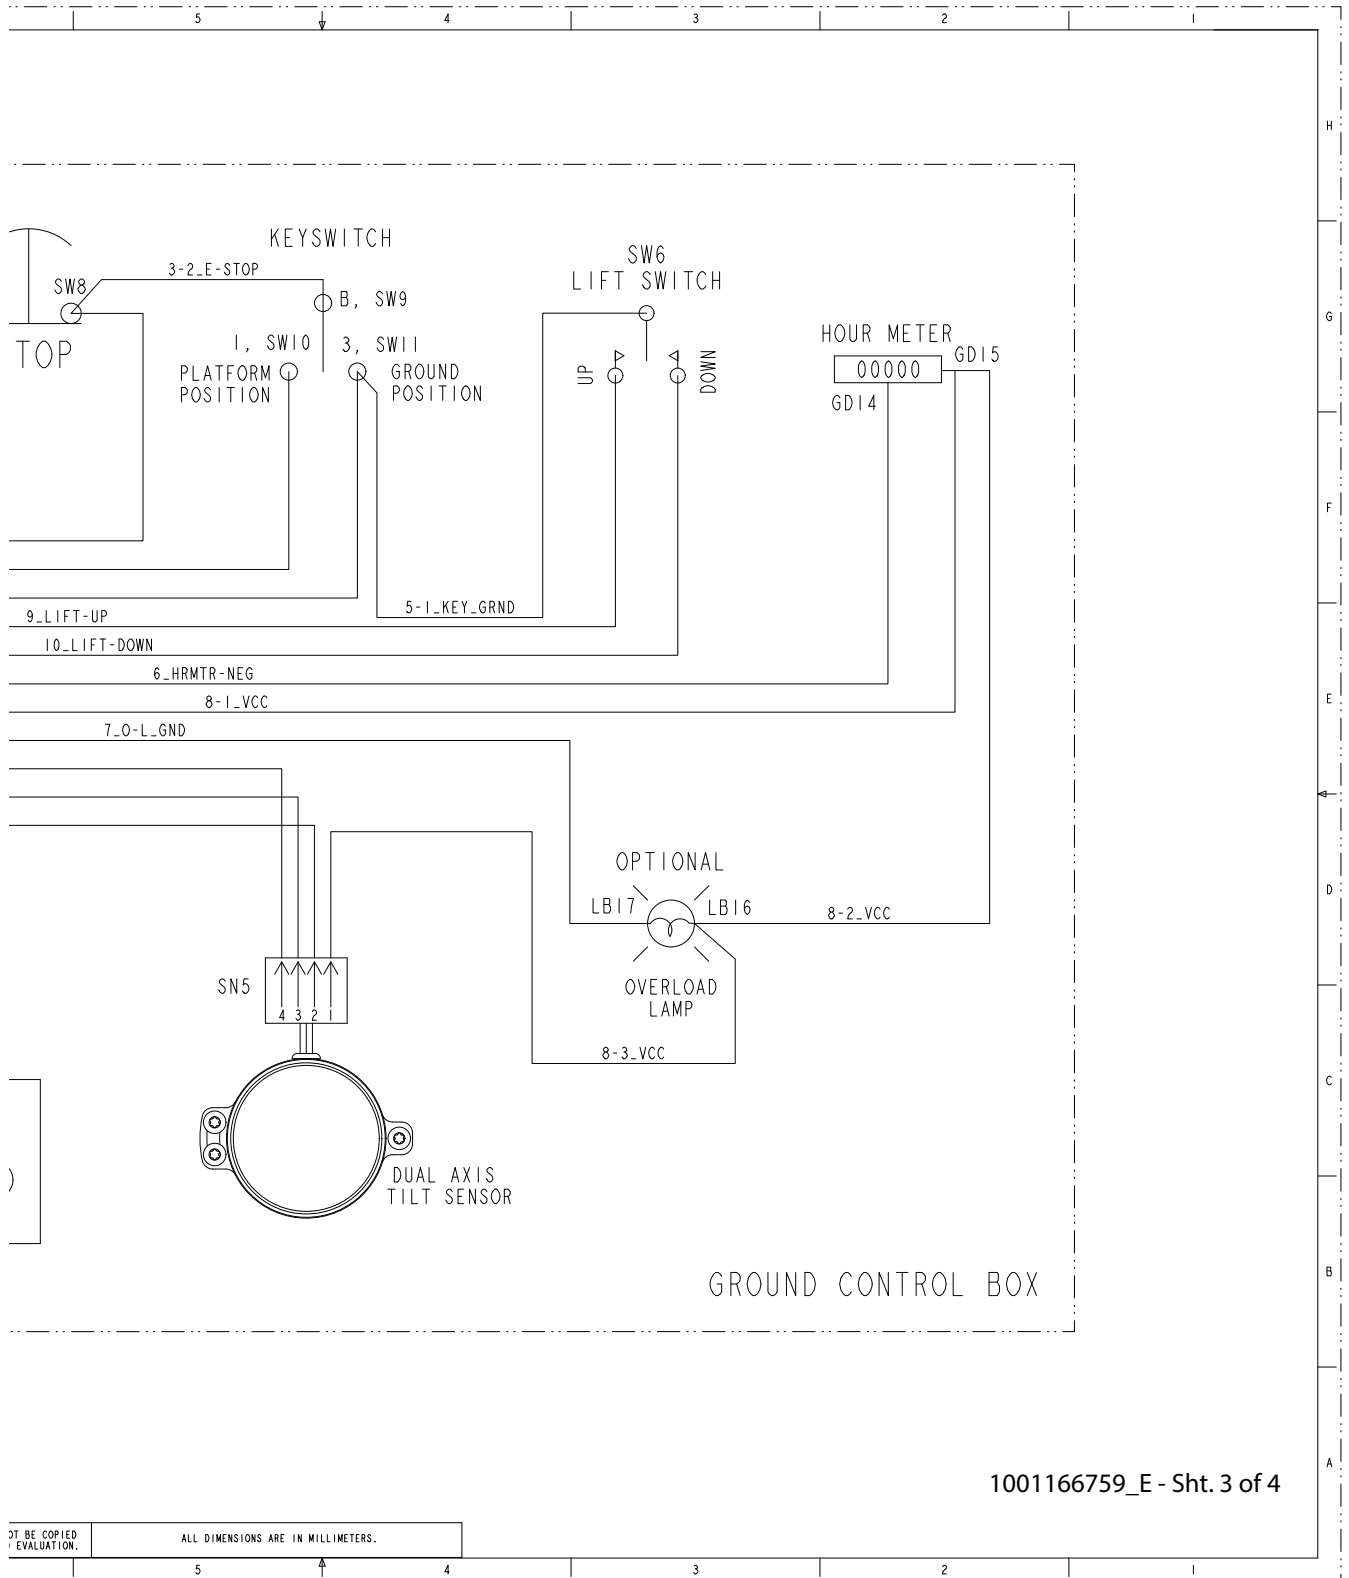 5 4 3 2 1
H
KEYSWITCH
SW6
LIFT SWITCH
3-2_E-STOP
SW8
B, SW9
G
TOP
1, SW10
3, SW11
HOUR METER
GD15
PLATFORM
POSITION
GROUND
POSITION
UP
DOWN
00000
GD14
F
5-1_KEY_GRND
9_LIFT-UP
10_LIFT-DOWN
6_HRMTR-NEG
8-1_VCC
E
7_O-L_GND
OPTIONAL
D
LB17
LB16
8-2_VCC
SN5
OVERLOAD
LAMP
4 3 2 1
8-3_VCC
C
DUAL AXIS
TILT SENSOR
B
GROUND CONTROL BOX
A
1001166759_E - Sht. 3 of 4
OT BE COPIED
EVALUATION.
ALL DIMENSIONS ARE IN MILLIMETERS.
5 4 3 2 1